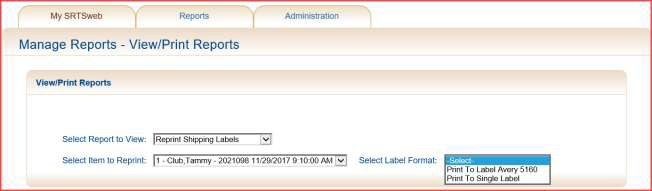 My SRTSweb Reports Administration
Manage Reports - View/Print Reports
View/Print Reports
Select Report to View: Reprint Shipping Labels
Select Item to Reprint: 1 - Club,Tammy - 2021098 11/29/2017 9:10:00 AM Select Label Format: -Select-
Print To Label Avery 5160
Print To Single Label